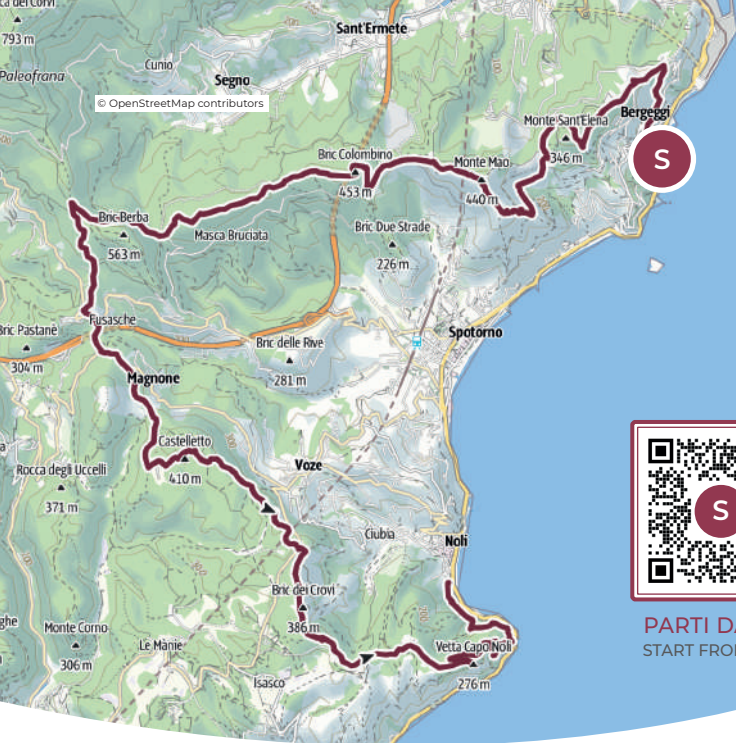 793 m
Sant'Ermete
Cunio
Paleofrana
Segno
© OpenStreetMap contributors
Bergeggi
Monte Sant'Elena
346 m
S
Bric Colombino
453 m
Monte Mao
440 m
Bric Berba
563 m
Masca Bruciata
Bric Due Strade
226 m
Fusasche
Bric Pastane
304 m
Spotorno
Bric delle Rive
281 m
Magnone
Castelletto
410 m
Voze
Rocca degli Uccelli
371 m
S
Ciubia
Noli
Bric dei Crovi
386 m
Monte Corno
306 m
Le Manie
Vetta Capo Noli
276 m
Isasco
PARTI DA
START FROM